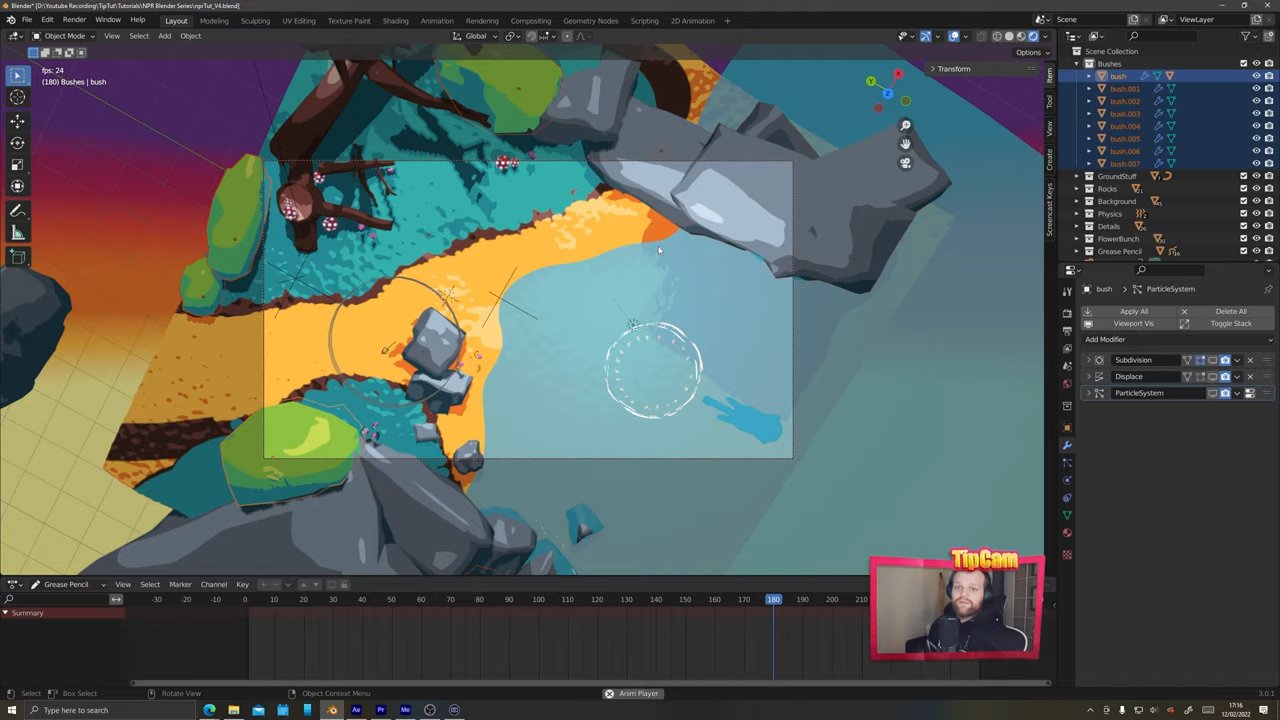 Blender* [D:\Youtube Recording\TipTut\Tutorials\NPR Blender Series\nprTut_V4.blend]
File Edit Render Window Help Layout Modeling Sculpting UV Editing Texture Paint Shading Animation Rendering Compositing Geometry Nodes Scripting 2D Animation + Scene ViewLayer
Object Mode View Select Add Object Global
Options
fps: 24
(180) Bushes | bush
Transform
Item
Tool
View
Create
Screencast Keys
X
Y
Z
Scene Collection
Bushes
bush
bush.001
bush.002
bush.003
bush.004
bush.005
bush.006
bush.007
GroundStuff
Rocks
Background
Physics
Details
FlowerBunch
Grease Pencil
bush ParticleSystem
Apply All Delete All
Viewport Vis Toggle Stack
Add Modifier
Subdivision
Displace
ParticleSystem
Grease Pencil View Select Marker Channel Key
-30 -20 -10 0 10 20 30 40 50 60 70 80 90 100 110 120 130 140 150 160 170 180 190 200 210
Summary
TipCam
Select Box Select Rotate View Object Context Menu Anim Player 3.0.1
Type here to search
17:16
12/02/2022